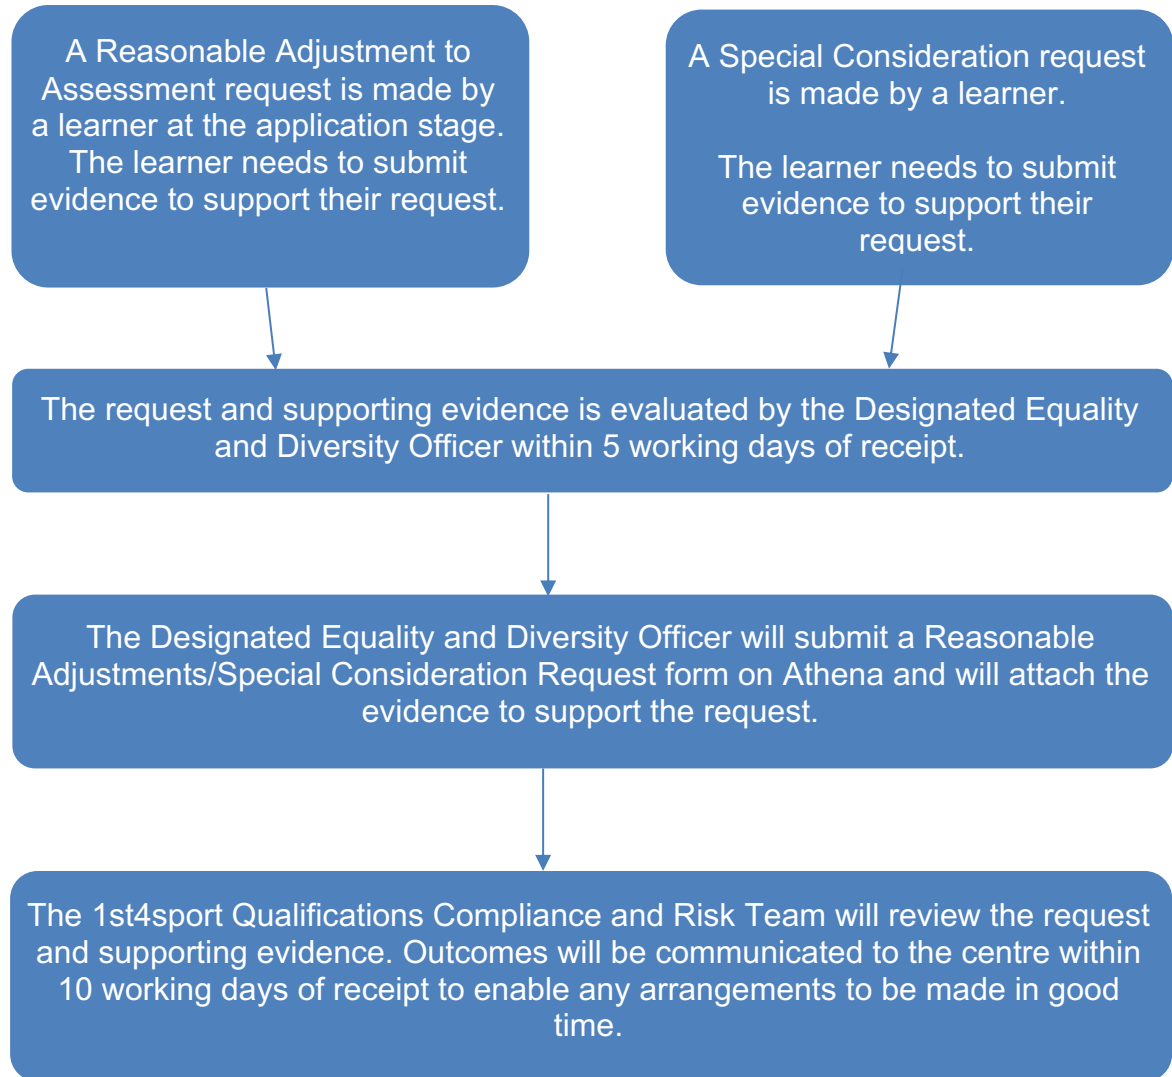 A Reasonable Adjustment to
Assessment request is made by
a learner at the application stage.
The learner needs to submit
evidence to support their request.
A Special Consideration request
is made by a learner.
The learner needs to submit
evidence to support their
request.
The request and supporting evidence is evaluated by the Designated Equality
and Diversity Officer within 5 working days of receipt.
The Designated Equality and Diversity Officer will submit a Reasonable
Adjustments/Special Consideration Request form on Athena and will attach the
evidence to support the request.
The 1st4sport Qualifications Compliance and Risk Team will review the request
and supporting evidence. Outcomes will be communicated to the centre within
10 working days of receipt to enable any arrangements to be made in good
time.